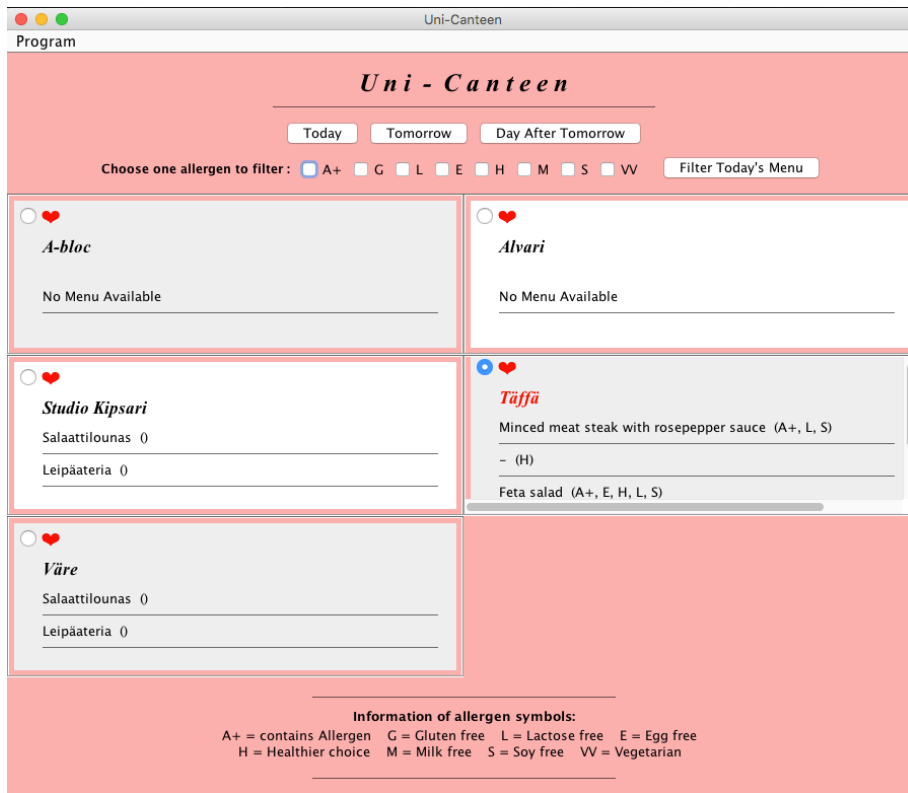 Uni-Canteen
Program
Uni - Canteen
Today Tomorrow Day After Tomorrow
Choose one allergen to filter : A+ G L E H M S VV Filter Today's Menu
A-bloc
No Menu Available
Alvari
No Menu Available
Studio Kipsari
Salaattilounas ()
Leipäateria ()
Täffä
Minced meat steak with rosepepper sauce (A+, L, S)
- (H)
Feta salad (A+, E, H, L, S)
Väre
Salaattilounas ()
Leipäateria ()
Information of allergen symbols:
A+ = contains Allergen G = Gluten free L = Lactose free E = Egg free
H = Healthier choice M = Milk free S = Soy free VV = Vegetarian